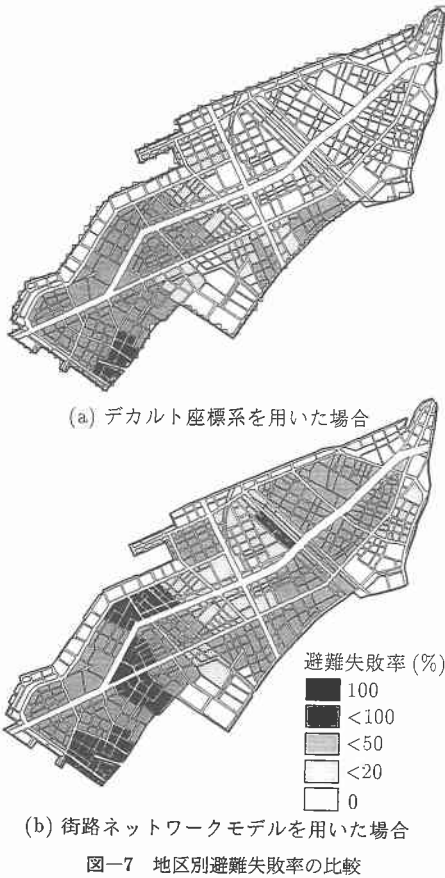 (a) デカルト座標系を用いた場合
避難失敗率(%)
100
<100
<50
<20
0
(b) 街路ネットワークモデルを用いた場合
図—7 地区別避難失敗率の比較